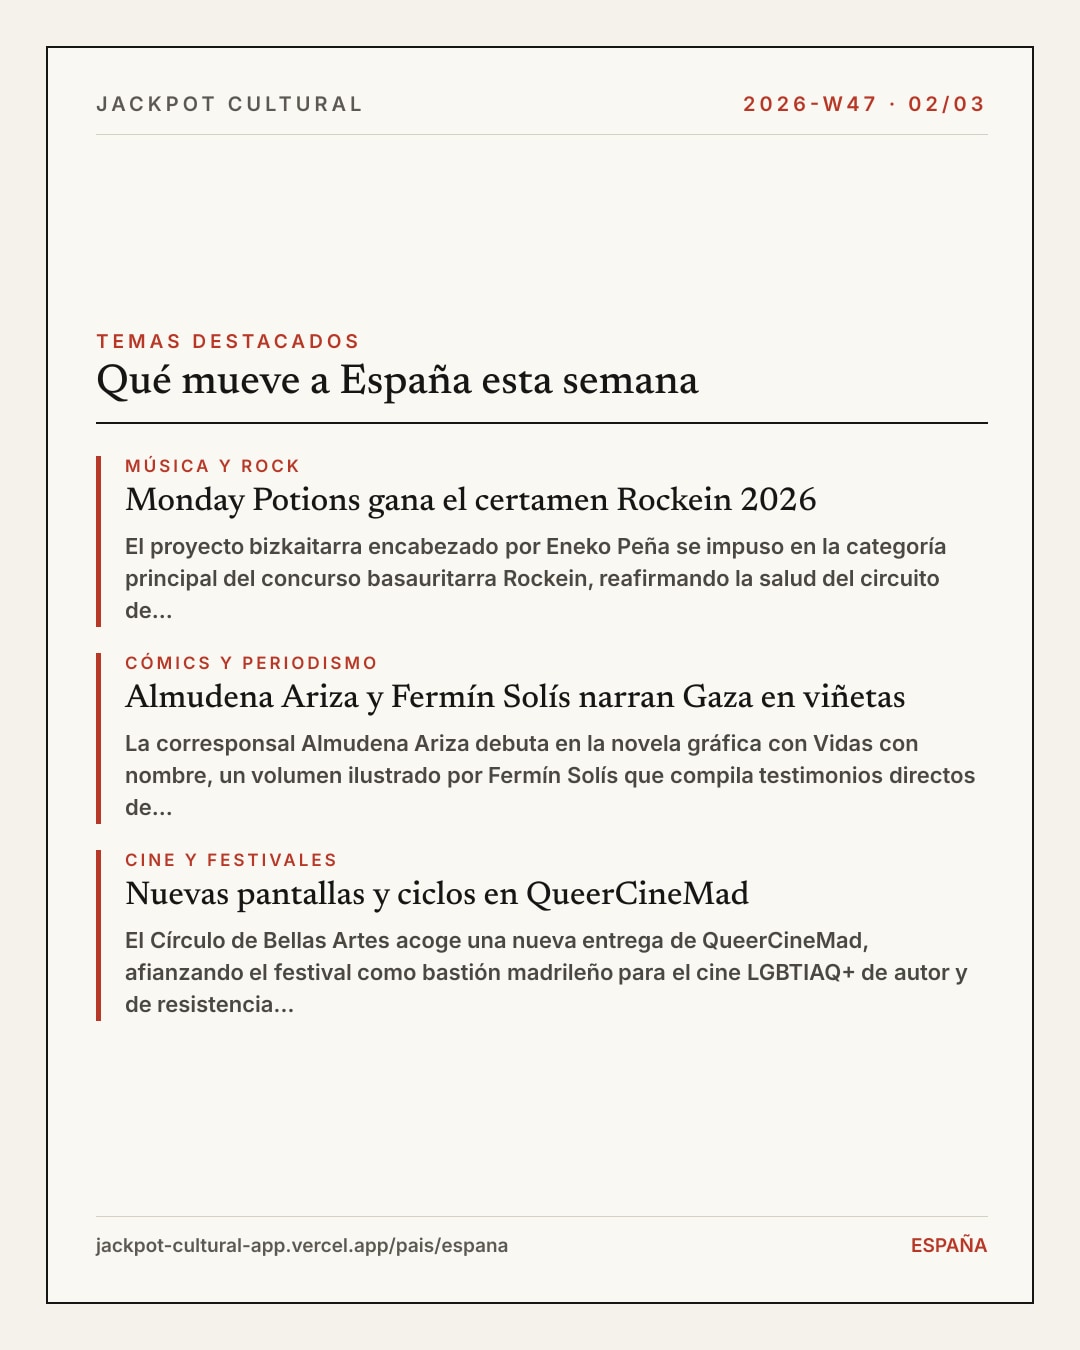 JACKPOT CULTURAL
2026-W47 · 02/03
TEMAS DESTACADOS
Qué mueve a España esta semana
MÚSICA Y ROCK
Monday Potions gana el certamen Rockein 2026
El proyecto bizkaitarra encabezado por Eneko Peña se impuso en la categoría
principal del concurso basauritarra Rockein, reafirmando la salud del circuito
de...
CÓMICS Y PERIODISMO
Almudena Ariza y Fermín Solís narran Gaza en viñetas
La corresponsal Almudena Ariza debuta en la novela gráfica con Vidas con
nombre, un volumen ilustrado por Fermín Solís que compila testimonios directos
de...
CINE Y FESTIVALES
Nuevas pantallas y ciclos en QueerCineMad
El Círculo de Bellas Artes acoge una nueva entrega de QueerCineMad,
afianzando el festival como bastión madrileño para el cine LGBTIAQ+ de autor y
de resistencia...
jackpot-cultural-app.vercel.app/pais/espana
ESPAÑA